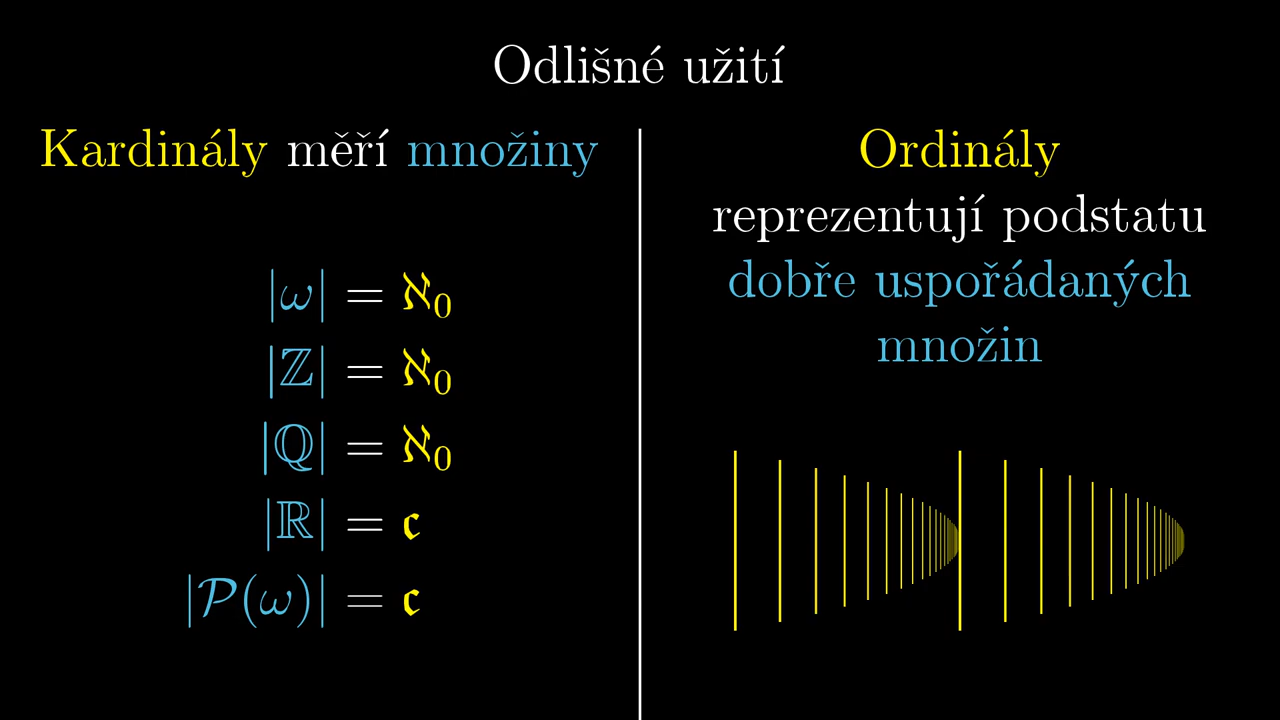 Odlišné užití
Kardinály měří množiny
|ω| = ℵ₀
|ℤ| = ℵ₀
|ℚ| = ℵ₀
|ℝ| = 𝔠
|𝒫(ω)| = 𝔠
Ordinály
reprezentují podstatu
dobře uspořádaných
množin